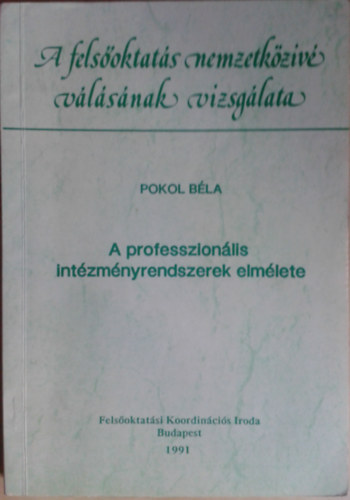 A felsőoktatás nemzetközivé
válásának vizsgálata
POKOL BÉLA
A professzionális
intézményrendszerek elmélete
Felsőoktatási Koordinációs Iroda
Budapest
1991